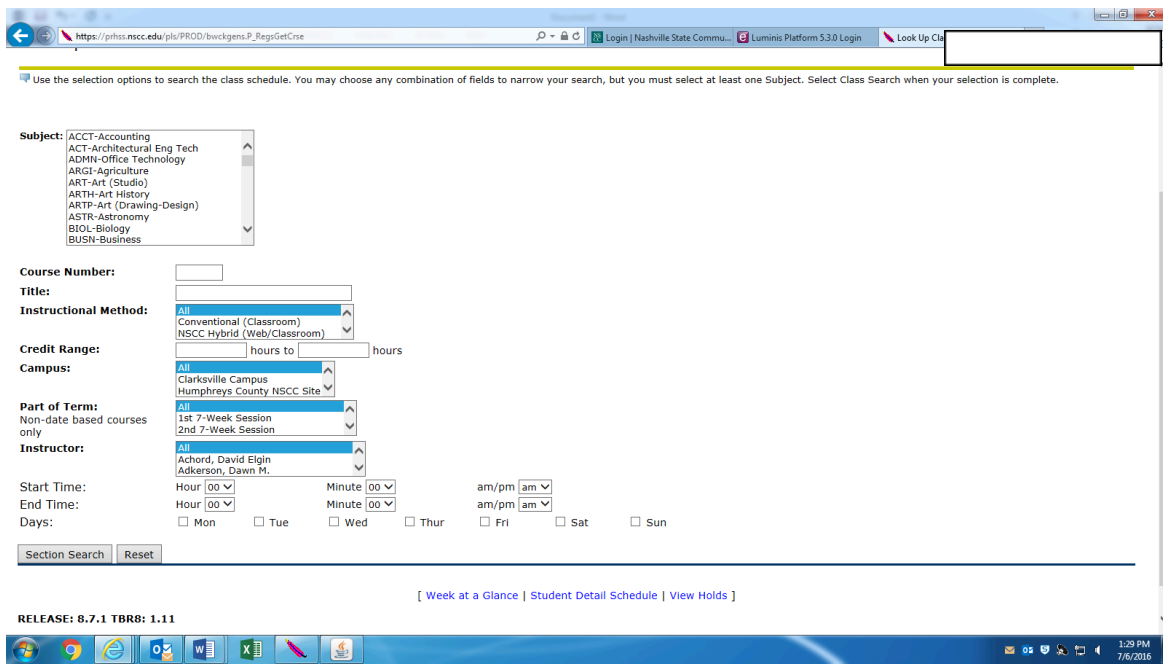 Document1 - Word
https://prhss.nscc.edu/pls/PROD/bwckgens.P_RegsGetCrse
Login | Nashville State Commu...
Luminis Platform 5.3.0 Login
Look Up Cla
Use the selection options to search the class schedule. You may choose any combination of fields to narrow your search, but you must select at least one Subject. Select Class Search when your selection is complete.
Subject: ACCT-Accounting
ACT-Architectural Eng Tech
ADMN-Office Technology
ARGI-Agriculture
ART-Art (Studio)
ARTH-Art History
ARTP-Art (Drawing-Design)
ASTR-Astronomy
BIOL-Biology
BUSN-Business
Course Number:
Title:
Instructional Method: All
Conventional (Classroom)
NSCC Hybrid (Web/Classroom)
Credit Range: hours to hours
Campus: All
Clarksville Campus
Humphreys County NSCC Site
Part of Term: All
Non-date based courses 1st 7-Week Session
only 2nd 7-Week Session
Instructor: All
Achord, David Elgin
Adkerson, Dawn M.
Start Time: Hour 00 Minute 00 am/pm am
End Time: Hour 00 Minute 00 am/pm am
Days: Mon Tue Wed Thur Fri Sat Sun
Section Search Reset
[ Week at a Glance | Student Detail Schedule | View Holds ]
RELEASE: 8.7.1 TBR8: 1.11
1:29 PM
7/6/2016